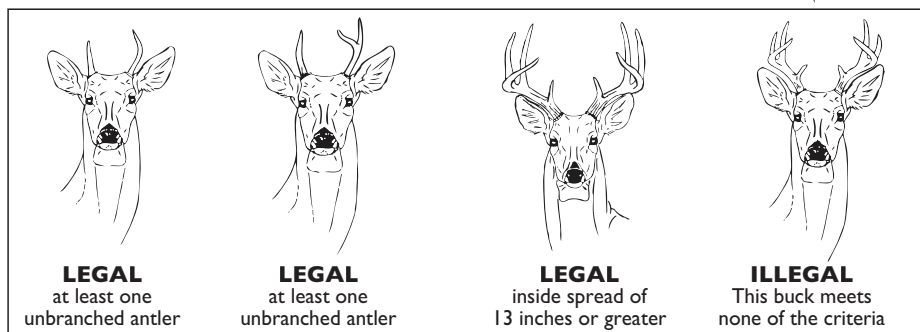 LEGAL
at least one
unbranched antler
LEGAL
at least one
unbranched antler
LEGAL
inside spread of
13 inches or greater
ILLEGAL
This buck meets
none of the criteria